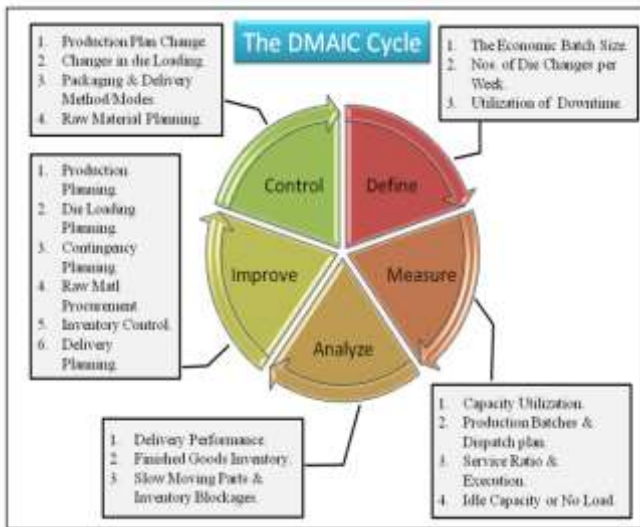 The DMAIC Cycle
1. Production Plan Change.
2. Changes in die Loading.
3. Packaging & Delivery
Method/Modes.
4. Raw Material Planning.
1. The Economic Batch Size.
2. Nos. of Die Changes per
Week.
3. Utilization of Downtime.
Control
Define
1. Production
Planning.
2. Die Loading
Planning.
3. Contingency
Planning.
4. Raw Matl
Procurement
5. Inventory Control.
6. Delivery
Planning.
Improve
Measure
Analyze
1. Capacity Utilization.
2. Production Batches &
Dispatch plan.
3. Service Ratio &
Execution.
4. Idle Capacity or No Load.
1. Delivery Performance.
2. Finished Goods Inventory.
3. Slow Moving Parts &
Inventory Blockages.